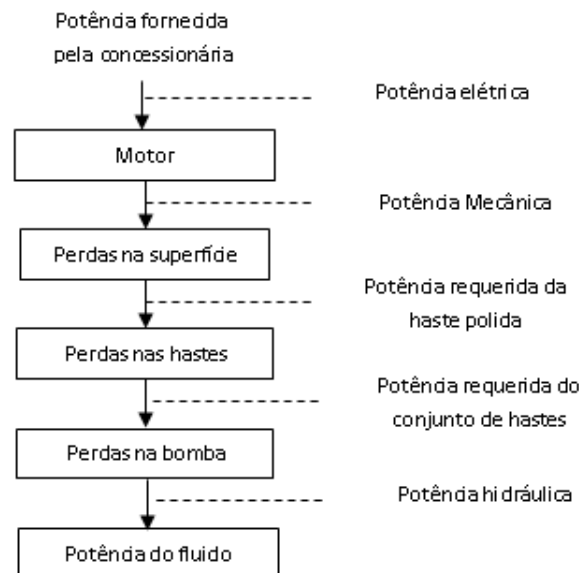 Potência fornecida
pela concessionária
Potência elétrica
Motor
Potência Mecânica
Perdas na superfície
Potência requerida da
haste polida
Perdas nas hastes
Potência requerida do
conjunto de hastes
Perdas na bomba
Potência hidráulica
Potência do fluido